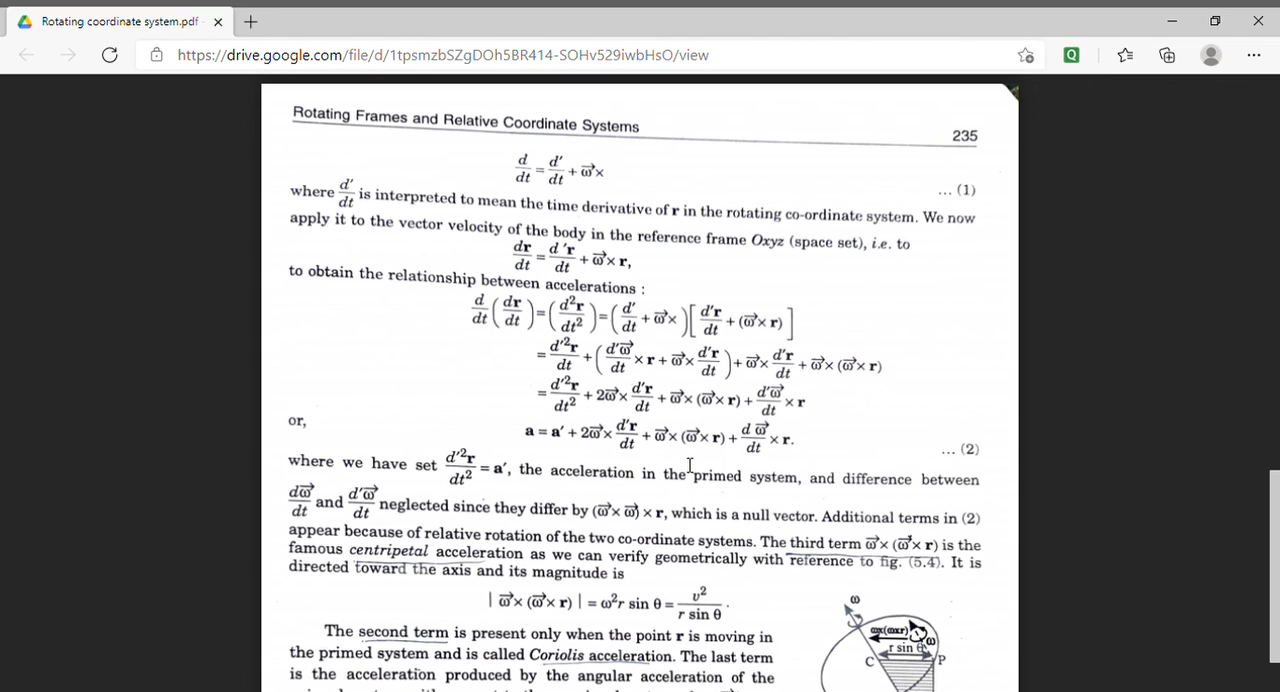 Rotating coordinate system.pdf -
https://drive.google.com/file/d/1tpsmzbSZgDOh5BR414-SOHv529iwbHsO/view
Rotating Frames and Relative Coordinate Systems 235
d/dt = d′/dt + ω⃗× ... (1)
where d′/dt is interpreted to mean the time derivative of r in the rotating co-ordinate system. We now
apply it to the vector velocity of the body in the reference frame Oxyz (space set), i.e. to
dr/dt = d′r/dt + ω⃗× r,
to obtain the relationship between accelerations :
d/dt (dr/dt) = (d²r/dt²) = (d′/dt + ω⃗×) [d′r/dt + (ω⃗× r)]
= d′²r/dt + (d′ω⃗/dt × r + ω⃗× d′r/dt) + ω⃗× d′r/dt + ω⃗× (ω⃗× r)
= d′²r/dt² + 2ω⃗× d′r/dt + ω⃗× (ω⃗× r) + d′ω⃗/dt × r
or,
a = a′ + 2ω⃗× d′r/dt + ω⃗× (ω⃗× r) + d ω⃗/dt × r. ... (2)
where we have set d′²r/dt² = a′, the acceleration in the primed system, and difference between
dω⃗/dt and d′ω⃗/dt neglected since they differ by (ω⃗× ω⃗) × r, which is a null vector. Additional terms in (2)
appear because of relative rotation of the two co-ordinate systems. The third term ω⃗× (ω⃗× r) is the
famous centripetal acceleration as we can verify geometrically with reference to fig. (5.4). It is
directed toward the axis and its magnitude is
| ω⃗× (ω⃗× r) | = ω²r sin θ = υ²/r sin θ .
The second term is present only when the point r is moving in
the primed system and is called Coriolis acceleration. The last term
is the acceleration produced by the angular acceleration of the
ω
ωx(ωxr)
ω
r sin θ
C
P